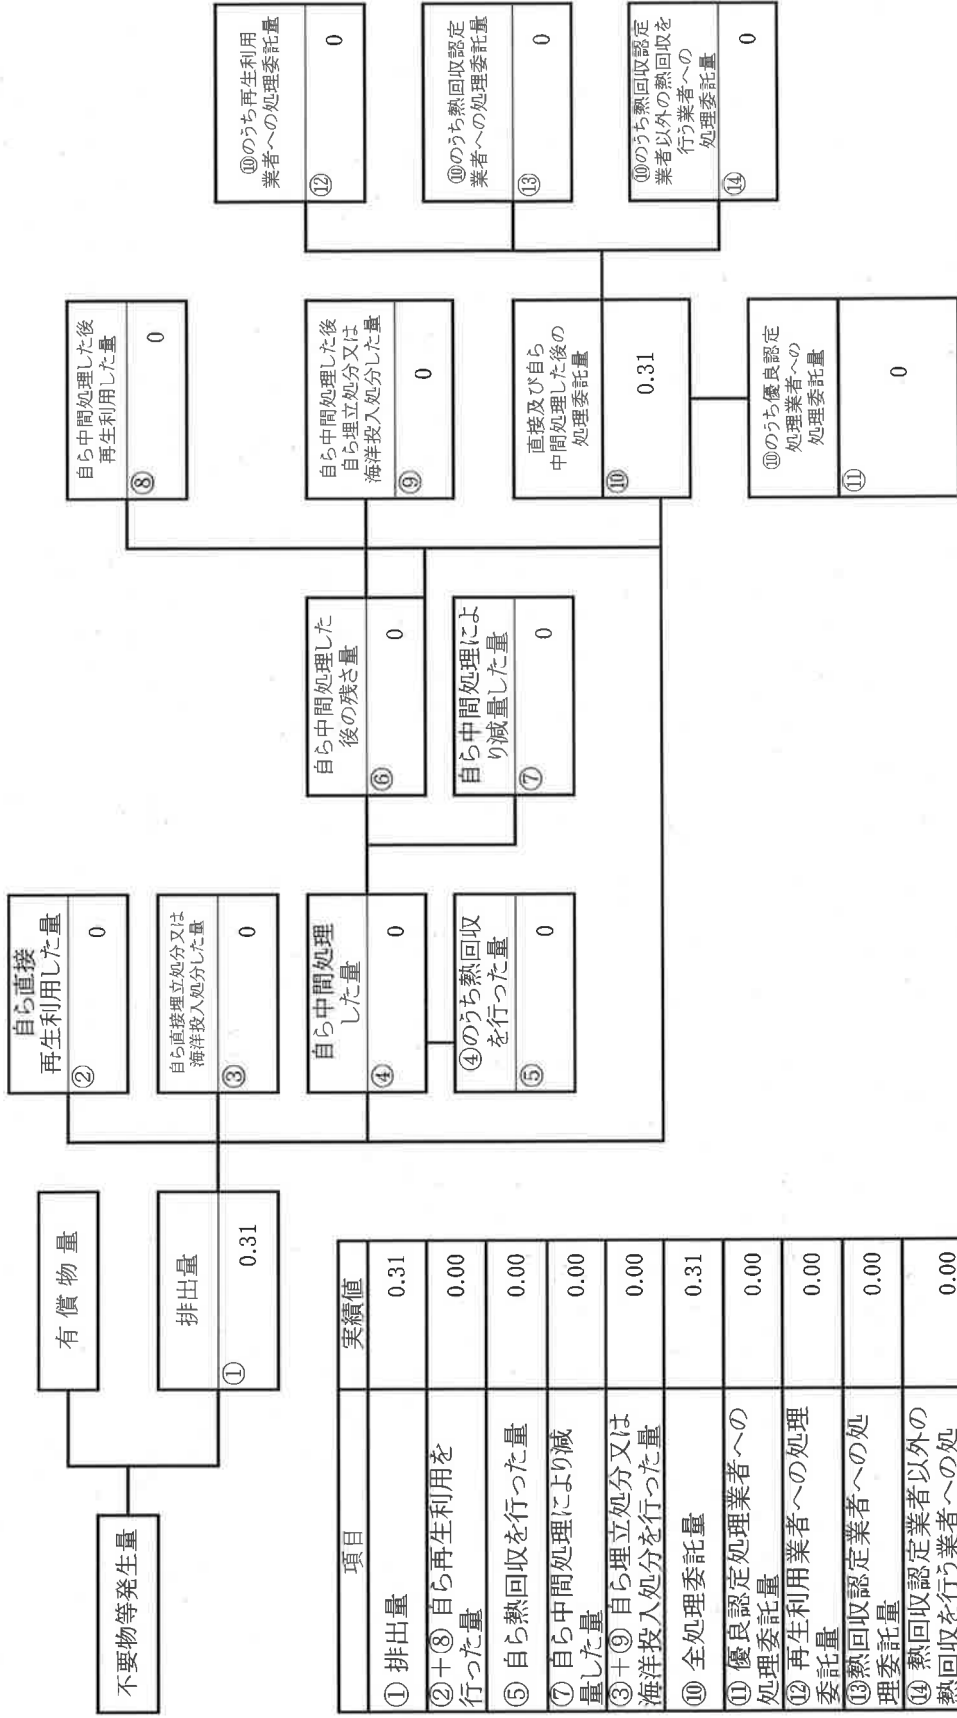 不要物等発生量
有償物量
排出量
①
0.31
自ら直接
再生利用した量
②
0
自ら直接埋立処分又は
海洋投入処分した量
③
0
自ら中間処理
した量
④
0
④のうち熱回収
を行った量
⑤
0
自ら中間処理した
後の残さ量
⑥
0
自ら中間処理によ
り減量した量
⑦
0
自ら中間処理した後
再生利用した量
⑧
0
自ら中間処理した後
自ら埋立処分又は
海洋投入処分した量
⑨
0
直接及び自ら
中間処理した後の
処理委託量
⑩
0.31
⑩のうち優良認定
処理業者への
処理委託量
⑪
0
⑩のうち再生利用
業者への処理委託量
⑫
0
⑩のうち熱回収認定
業者への処理委託量
⑬
0
⑩のうち熱回収認定
業者以外の熱回収を
行う業者への
処理委託量
⑭
0
項目 実績値
① 排出量 0.31
②＋⑧ 自ら再生利用を
行った量 0.00
⑤ 自ら熱回収を行った量 0.00
⑦ 自ら中間処理により減
量した量 0.00
③＋⑨ 自ら埋立処分又は
海洋投入処分を行った量 0.00
⑩ 全処理委託量 0.31
⑪ 優良認定処理業者への
処理委託量 0.00
⑫ 再生利用業者への処理
委託量 0.00
⑬熱回収認定業者への処
理委託量 0.00
⑭ 熱回収認定業者以外の
熱回収を行う業者への処 0.00